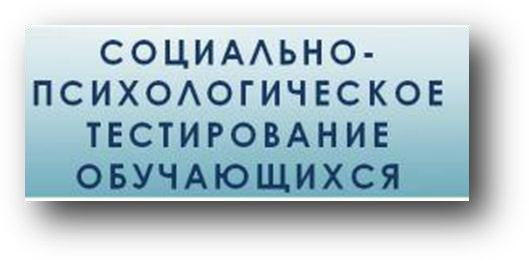 СОЦИАЛЬНО-
ПСИХОЛОГИЧЕСКОЕ
ТЕСТИРОВАНИЕ
ОБУЧАЮЩИХСЯ